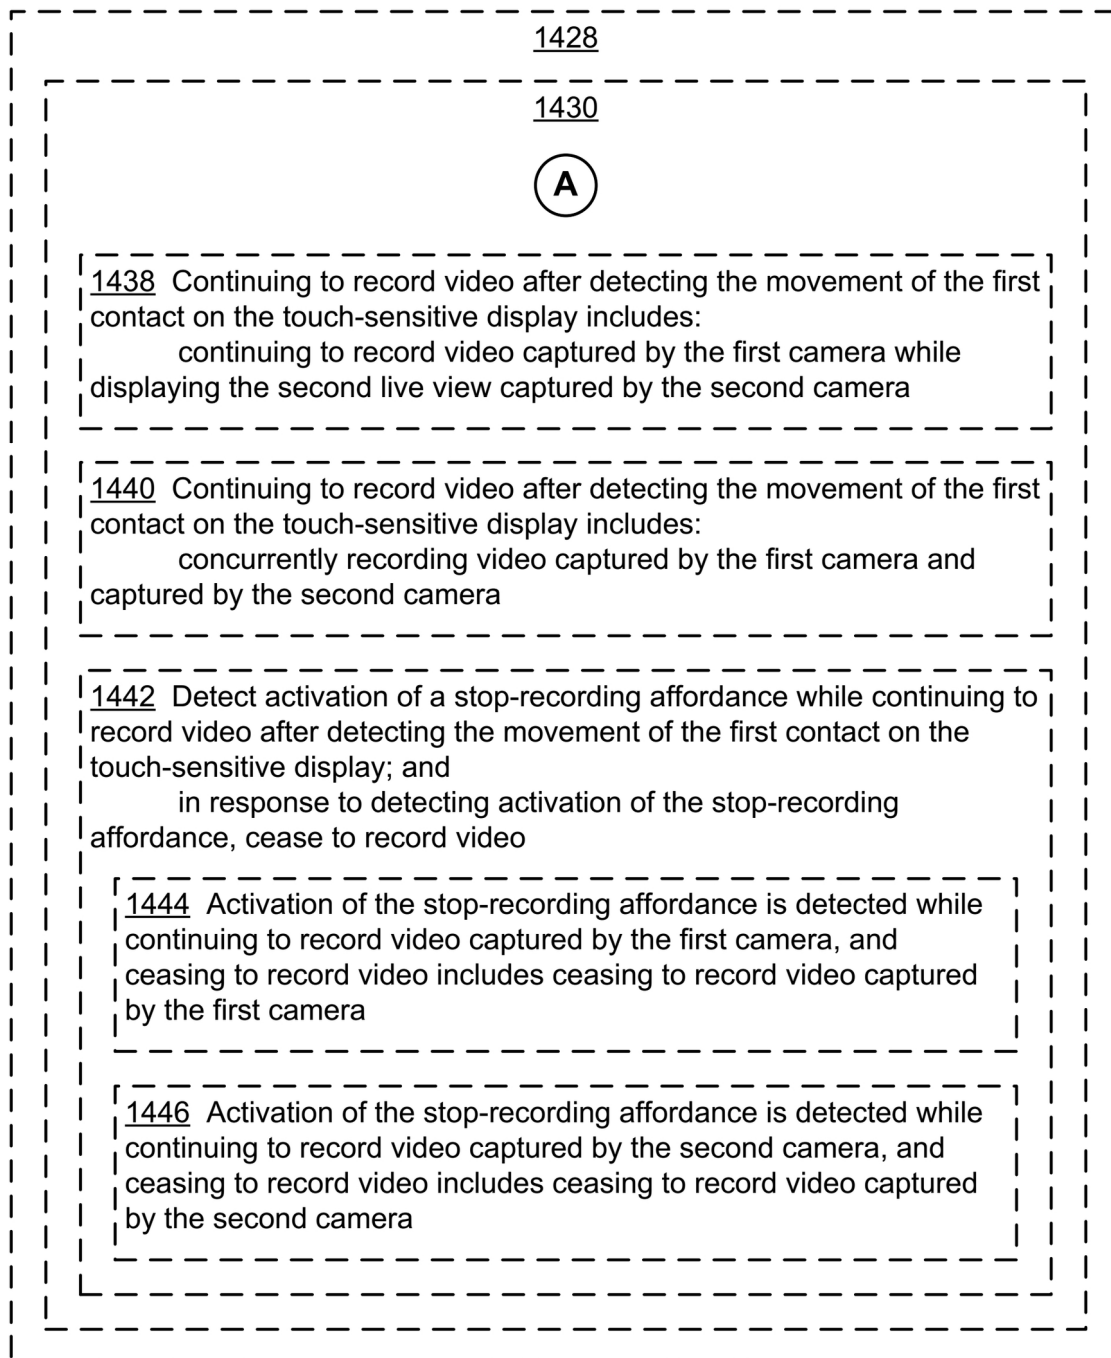 1428
1430
A
1438 Continuing to record video after detecting the movement of the first
contact on the touch-sensitive display includes:
continuing to record video captured by the first camera while
displaying the second live view captured by the second camera
1440 Continuing to record video after detecting the movement of the first
contact on the touch-sensitive display includes:
concurrently recording video captured by the first camera and
captured by the second camera
1442 Detect activation of a stop-recording affordance while continuing to
record video after detecting the movement of the first contact on the
touch-sensitive display; and
in response to detecting activation of the stop-recording
affordance, cease to record video
1444 Activation of the stop-recording affordance is detected while
continuing to record video captured by the first camera, and
ceasing to record video includes ceasing to record video captured
by the first camera
1446 Activation of the stop-recording affordance is detected while
continuing to record video captured by the second camera, and
ceasing to record video includes ceasing to record video captured
by the second camera